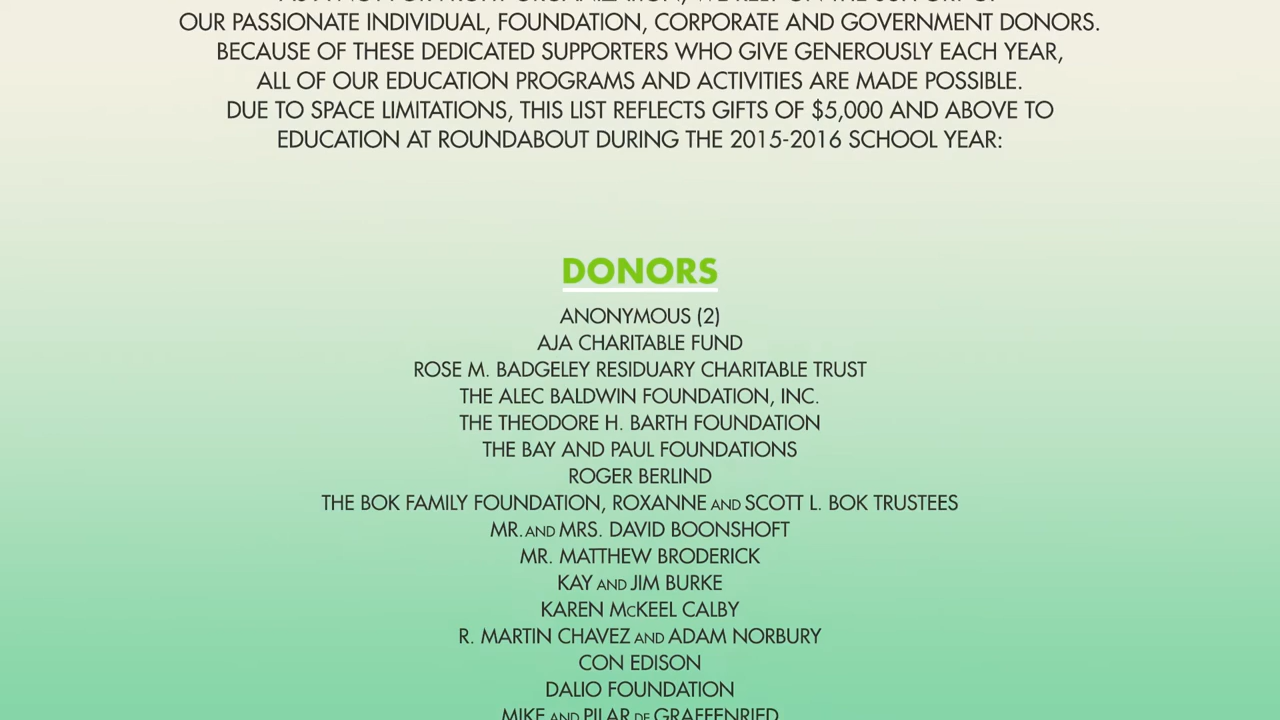 OUR PASSIONATE INDIVIDUAL, FOUNDATION, CORPORATE AND GOVERNMENT DONORS.
BECAUSE OF THESE DEDICATED SUPPORTERS WHO GIVE GENEROUSLY EACH YEAR,
ALL OF OUR EDUCATION PROGRAMS AND ACTIVITIES ARE MADE POSSIBLE.
DUE TO SPACE LIMITATIONS, THIS LIST REFLECTS GIFTS OF $5,000 AND ABOVE TO
EDUCATION AT ROUNDABOUT DURING THE 2015-2016 SCHOOL YEAR:
DONORS
ANONYMOUS (2)
AJA CHARITABLE FUND
ROSE M. BADGELEY RESIDUARY CHARITABLE TRUST
THE ALEC BALDWIN FOUNDATION, INC.
THE THEODORE H. BARTH FOUNDATION
THE BAY AND PAUL FOUNDATIONS
ROGER BERLIND
THE BOK FAMILY FOUNDATION, ROXANNE AND SCOTT L. BOK TRUSTEES
MR. AND MRS. DAVID BOONSHOFT
MR. MATTHEW BRODERICK
KAY AND JIM BURKE
KAREN McKEEL CALBY
R. MARTIN CHAVEZ AND ADAM NORBURY
CON EDISON
DALIO FOUNDATION
MIKE AND PILAR DE GRAFFENRIED